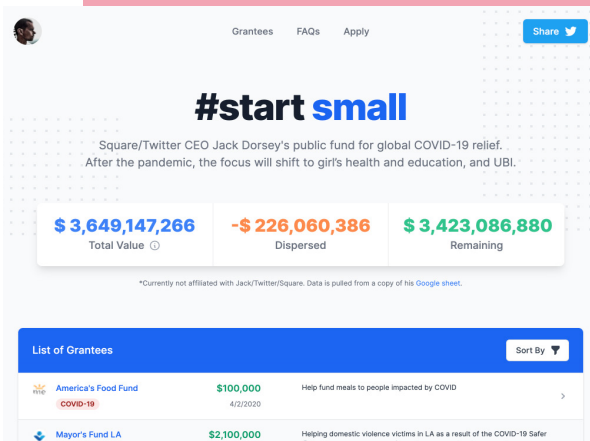 Grantees FAQs Apply Share
#start small
Square/Twitter CEO Jack Dorsey's public fund for global COVID-19 relief.
After the pandemic, the focus will shift to girl's health and education, and UBI.
$ 3,649,147,266 -$ 226,060,386 $ 3,423,086,880
Total Value Dispersed Remaining
*Currently not affiliated with Jack/Twitter/Square. Data is pulled from a copy of his Google sheet.
List of Grantees Sort By
America's Food Fund $100,000 Help fund meals to people impacted by COVID
COVID-19 4/2/2020
Mayor's Fund LA $2,100,000 Helping domestic violence victims in LA as a result of the COVID-19 Safer